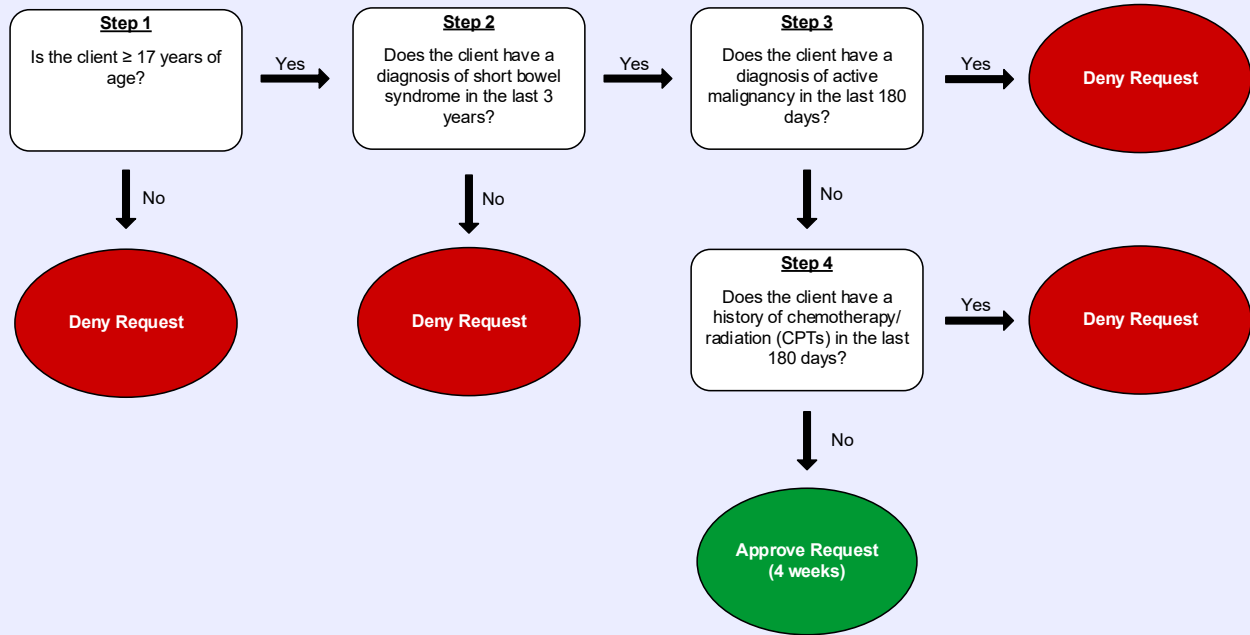 Step 1
Is the client ≥ 17 years of
age?
Yes
Step 2
Does the client have a
diagnosis of short bowel
syndrome in the last 3
years?
Yes
Step 3
Does the client have a
diagnosis of active
malignancy in the last 180
days?
Yes
Deny Request
No
Deny Request
No
Deny Request
No
Step 4
Does the client have a
history of chemotherapy/
radiation (CPTs) in the last
180 days?
Yes
Deny Request
No
Approve Request
(4 weeks)